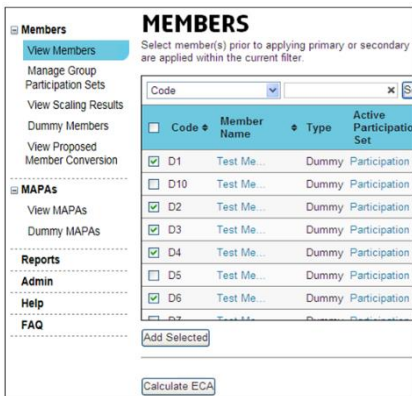 Members
View Members
Manage Group
Participation Sets
View Scaling Results
Dummy Members
View Proposed
Member Conversion
MAPAs
View MAPAs
Dummy MAPAs
Reports
Admin
Help
FAQ
MEMBERS
Select member(s) prior to applying primary or secondary
are applied within the current filter.
Code
Code Member Name Type Active Participatio Set
D1 Test Me... Dummy Participation
D10 Test Me... Dummy Participation
D2 Test Me... Dummy Participation
D3 Test Me... Dummy Participation
D4 Test Me... Dummy Participation
D5 Test Me... Dummy Participation
D6 Test Me... Dummy Participation
Add Selected
Calculate ECA